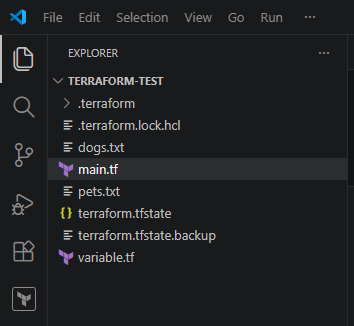 File Edit Selection View Go Run ···
EXPLORER ···
TERRAFORM-TEST
.terraform
.terraform.lock.hcl
dogs.txt
main.tf
pets.txt
{} terraform.tfstate
terraform.tfstate.backup
variable.tf